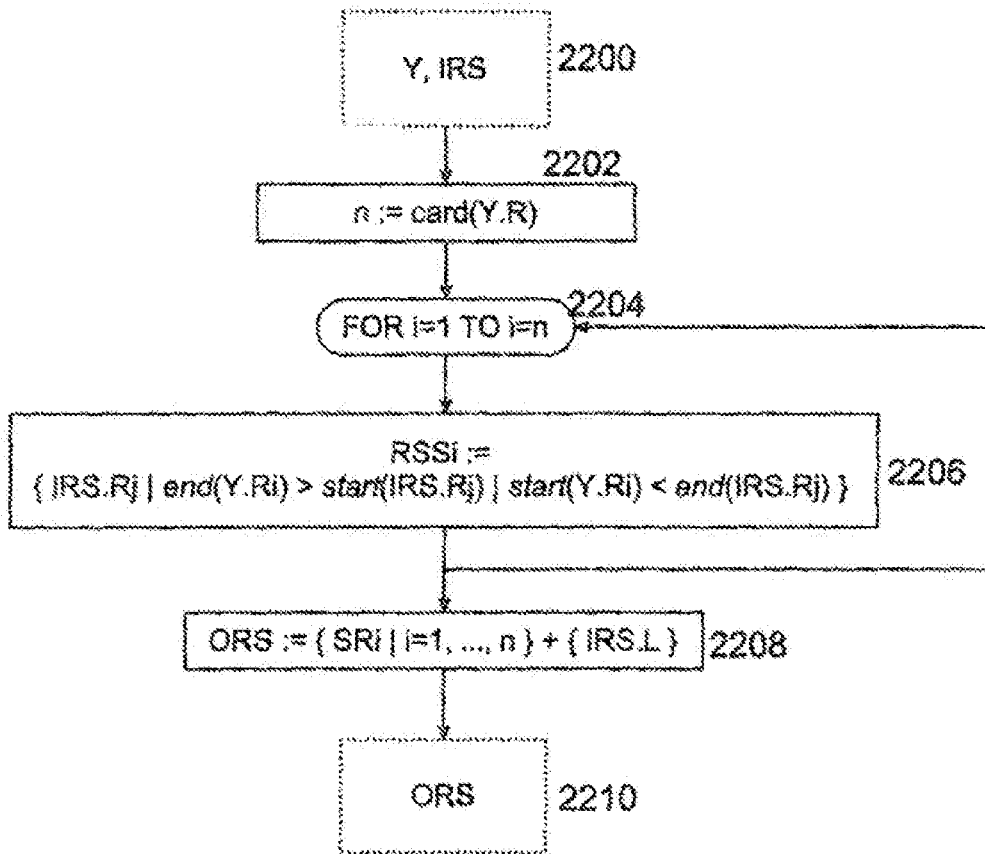 Y, IRS
2200
2202
n := card(Y.R)
2204
FOR i=1 TO i=n
RSSi :=
{ IRS.Rj | end(Y.Ri) > start(IRS.Rj) | start(Y.Ri) < end(IRS.Rj) }
2206
ORS := { SRi | i=1, ..., n } + { IRS.L }
2208
ORS
2210